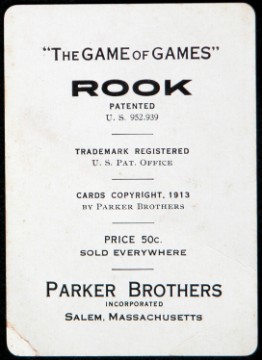 "THE GAME OF GAMES"
ROOK
PATENTED
U. S. 952.939
TRADEMARK REGISTERED
U. S. PAT. OFFICE
CARDS COPYRIGHT, 1913
BY PARKER BROTHERS
PRICE 50c.
SOLD EVERYWHERE
PARKER BROTHERS
INCORPORATED
SALEM, MASSACHUSETTS